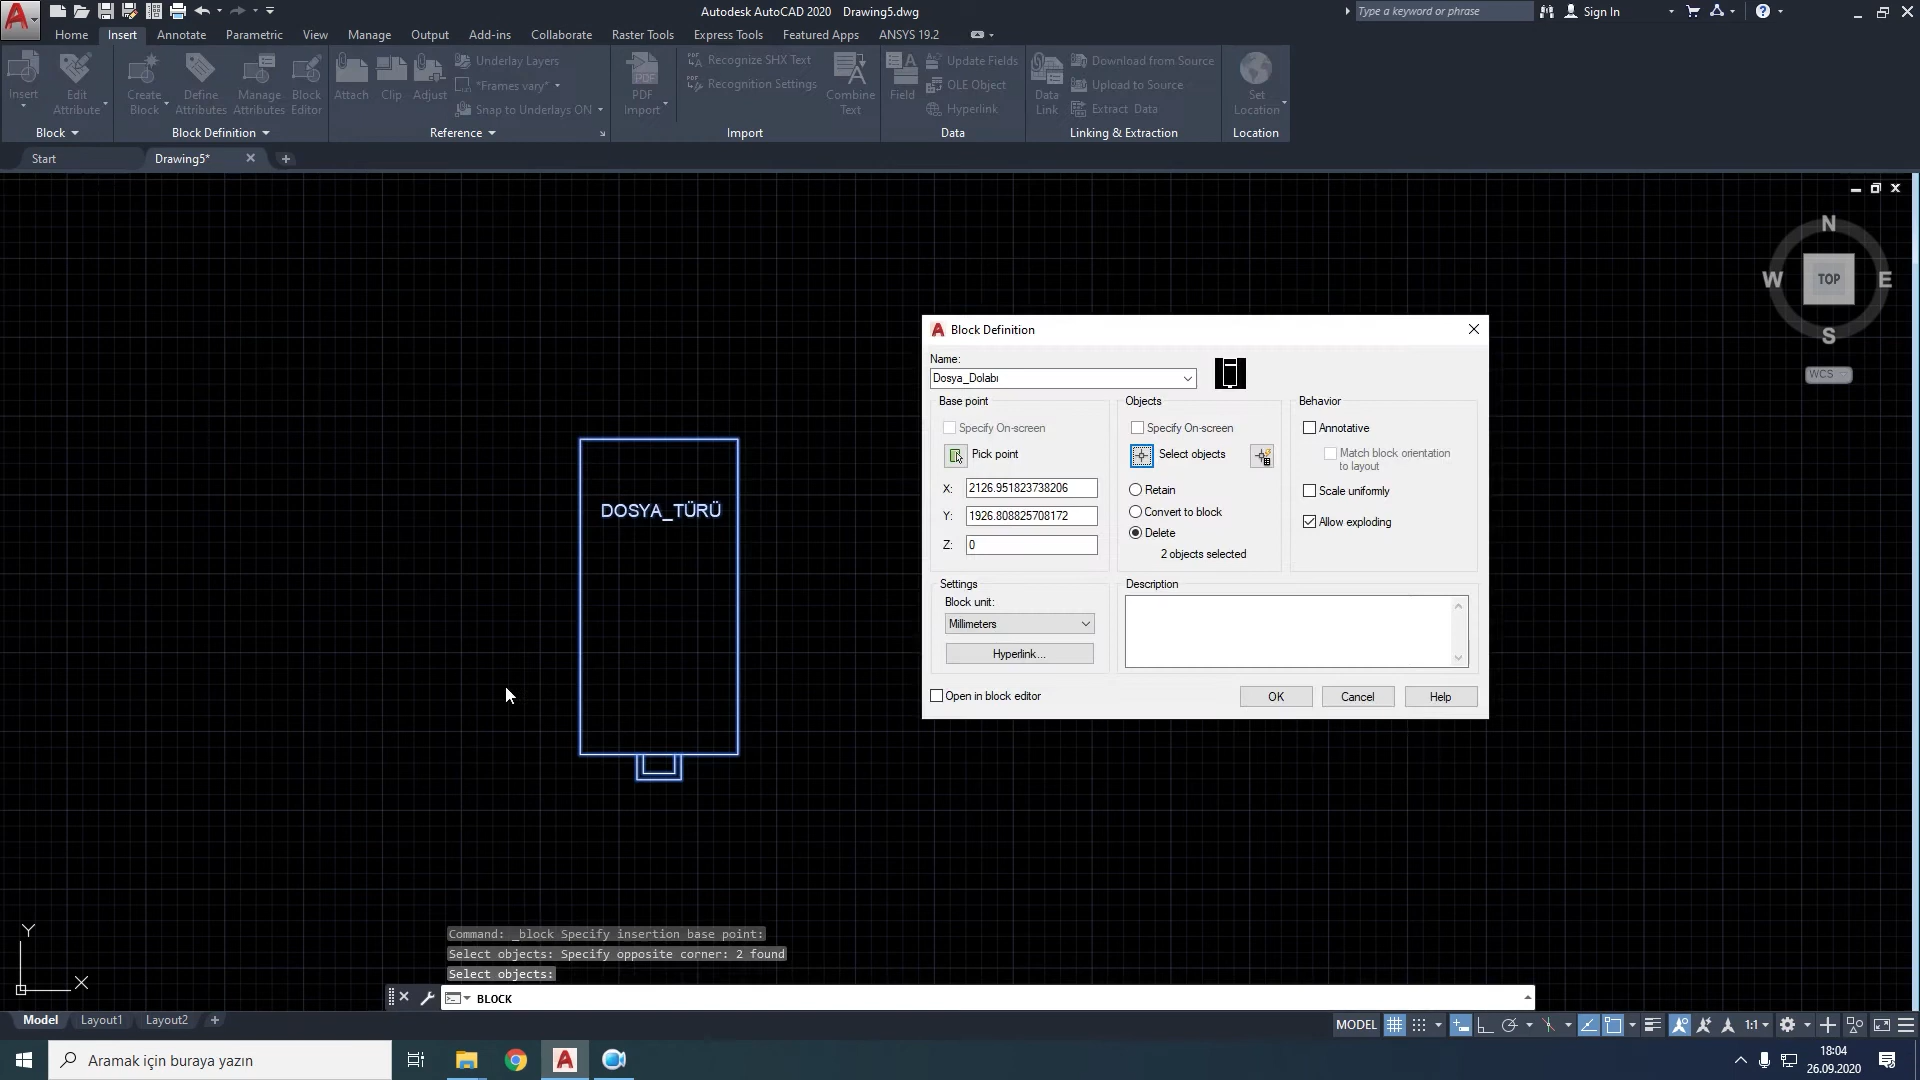 Autodesk AutoCAD 2020 Drawing5.dwg
Type a keyword or phrase
Sign In
Home Insert Annotate Parametric View Manage Output Add-ins Collaborate Raster Tools Express Tools Featured Apps ANSYS 19.2
Insert
Edit Attribute
Create Block
Define Attributes
Manage Attributes
Block Editor
Attach
Clip
Adjust
Underlay Layers
*Frames vary*
Snap to Underlays ON
PDF Import
Recognize SHX Text
Recognition Settings
Combine Text
Field
Update Fields
OLE Object
Hyperlink
Data Link
Download from Source
Upload to Source
Extract Data
Set Location
Block
Block Definition
Reference
Import
Data
Linking & Extraction
Location
Start
Drawing5*
N
W
TOP
E
S
WCS
DOSYA_TÜRÜ
Block Definition
Name:
Dosya_Dolabı
Base point
Specify On-screen
Pick point
X: 2126.951823738206
Y: 1926.808825708172
Z: 0
Objects
Specify On-screen
Select objects
Retain
Convert to block
Delete
2 objects selected
Behavior
Annotative
Match block orientation
to layout
Scale uniformly
Allow exploding
Settings
Block unit:
Millimeters
Hyperlink...
Description
Open in block editor
OK
Cancel
Help
Y
X
Command: _block Specify insertion base point:
Select objects: Specify opposite corner: 2 found
Select objects:
BLOCK
Model Layout1 Layout2
MODEL
1:1
Aramak için buraya yazın
18:04
26.09.2020